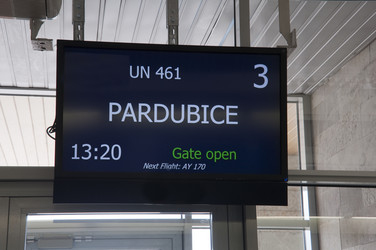 UN 461 3
PARDUBICE
13:20 Gate open
Next Flight: AY 170